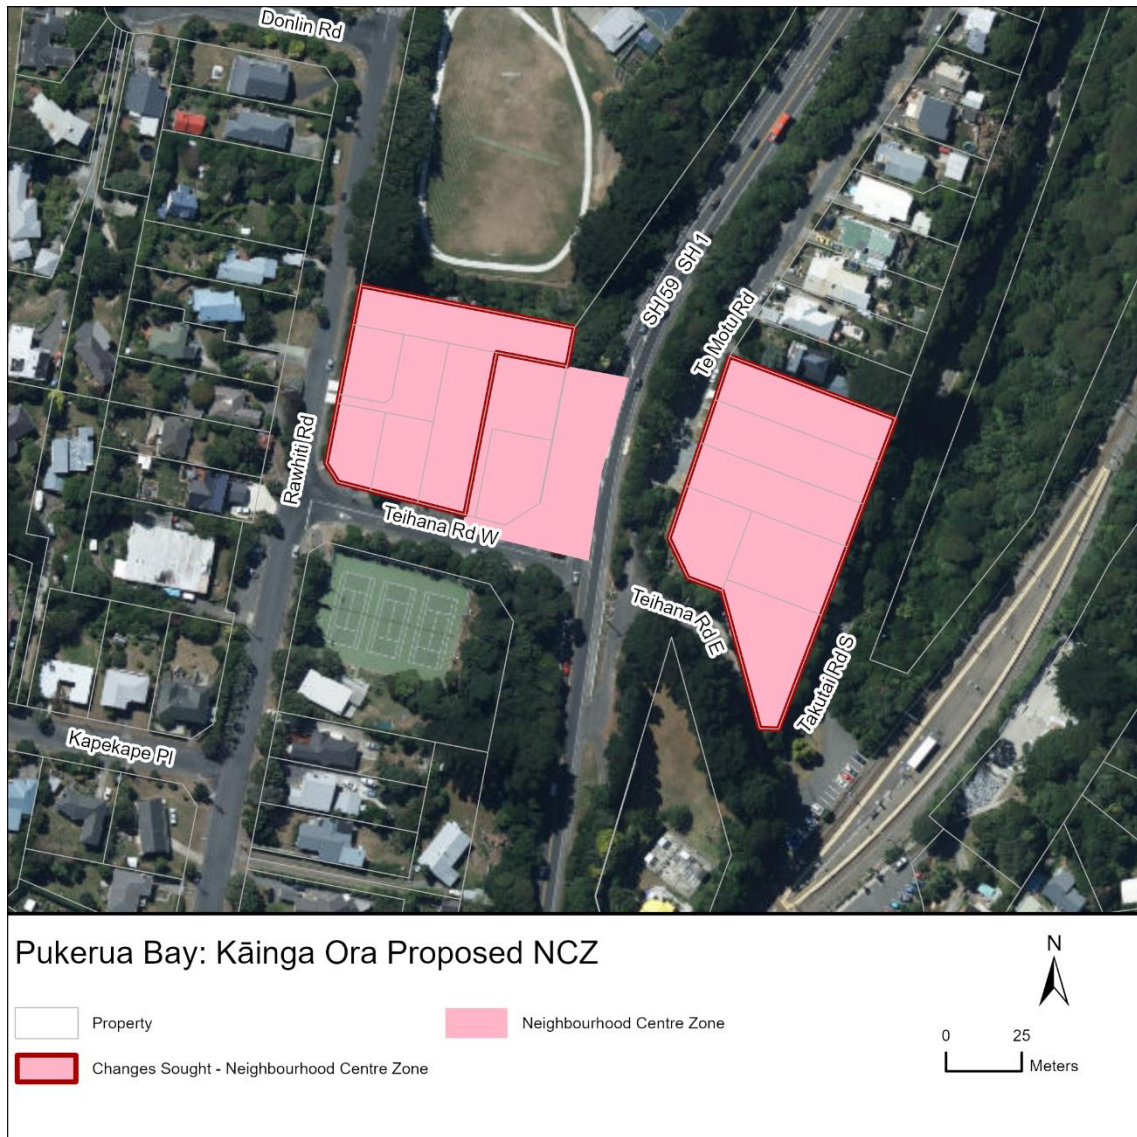 Donlin Rd
SH 59 SH 1
Te Motu Rd
Rawhiti Rd
Teihana Rd W
Teihana Rd E
Takutai Rd S
Kapekape Pl
Pukerua Bay: Kāinga Ora Proposed NCZ
N
Property
Neighbourhood Centre Zone
0 25
Changes Sought - Neighbourhood Centre Zone
Meters